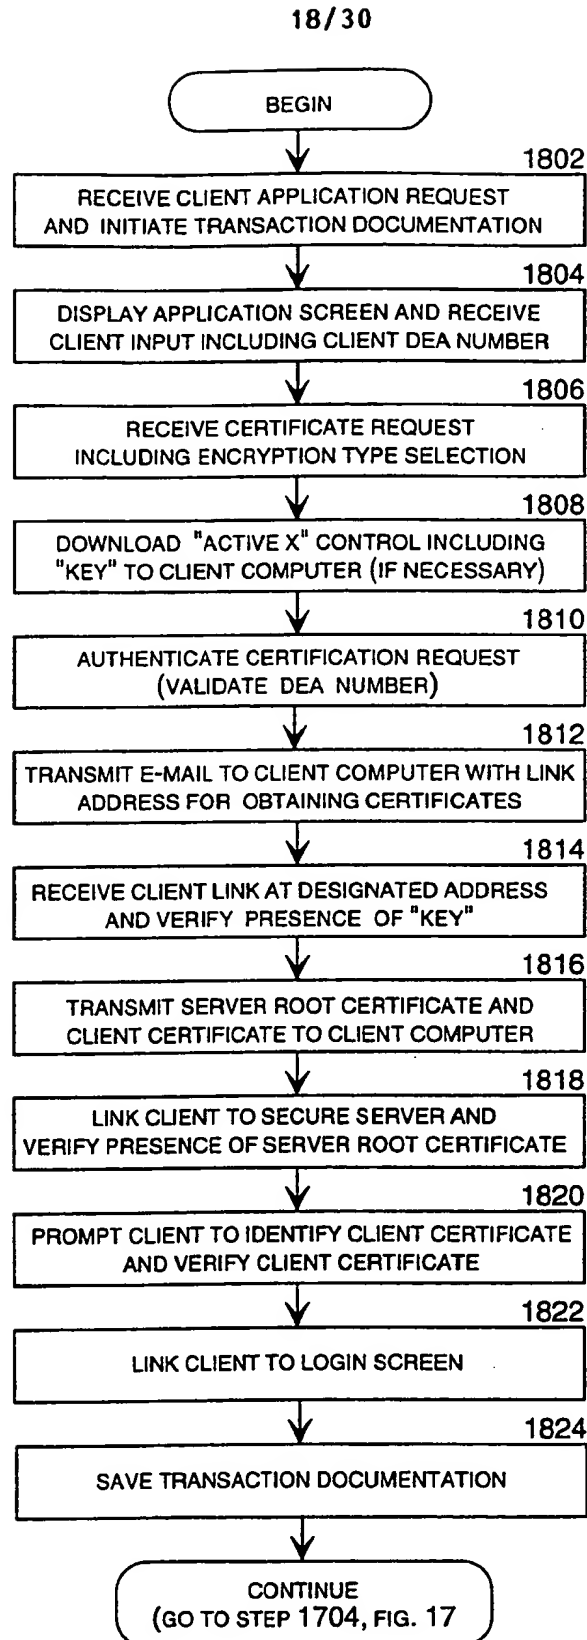 18/30
BEGIN
1802
RECEIVE CLIENT APPLICATION REQUEST
AND INITIATE TRANSACTION DOCUMENTATION
1804
DISPLAY APPLICATION SCREEN AND RECEIVE
CLIENT INPUT INCLUDING CLIENT DEA NUMBER
1806
RECEIVE CERTIFICATE REQUEST
INCLUDING ENCRYPTION TYPE SELECTION
1808
DOWNLOAD "ACTIVE X" CONTROL INCLUDING
"KEY" TO CLIENT COMPUTER (IF NECESSARY)
1810
AUTHENTICATE CERTIFICATION REQUEST
(VALIDATE DEA NUMBER)
1812
TRANSMIT E-MAIL TO CLIENT COMPUTER WITH LINK
ADDRESS FOR OBTAINING CERTIFICATES
1814
RECEIVE CLIENT LINK AT DESIGNATED ADDRESS
AND VERIFY PRESENCE OF "KEY"
1816
TRANSMIT SERVER ROOT CERTIFICATE AND
CLIENT CERTIFICATE TO CLIENT COMPUTER
1818
LINK CLIENT TO SECURE SERVER AND
VERIFY PRESENCE OF SERVER ROOT CERTIFICATE
1820
PROMPT CLIENT TO IDENTIFY CLIENT CERTIFICATE
AND VERIFY CLIENT CERTIFICATE
1822
LINK CLIENT TO LOGIN SCREEN
1824
SAVE TRANSACTION DOCUMENTATION
CONTINUE
(GO TO STEP 1704, FIG. 17